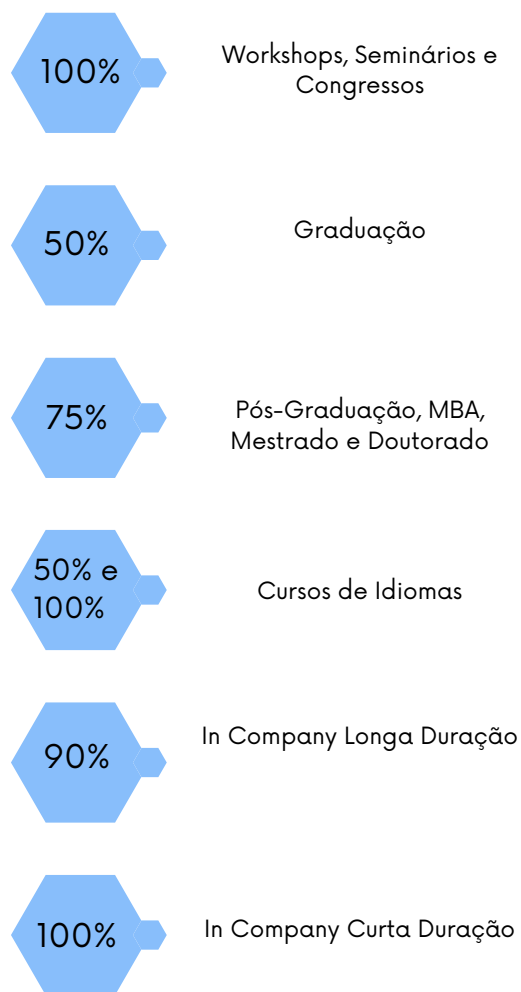 100%
Workshops, Seminários e
Congressos
50%
Graduação
75%
Pós-Graduação, MBA,
Mestrado e Doutorado
50% e
100%
Cursos de Idiomas
90%
In Company Longa Duração
100%
In Company Curta Duração